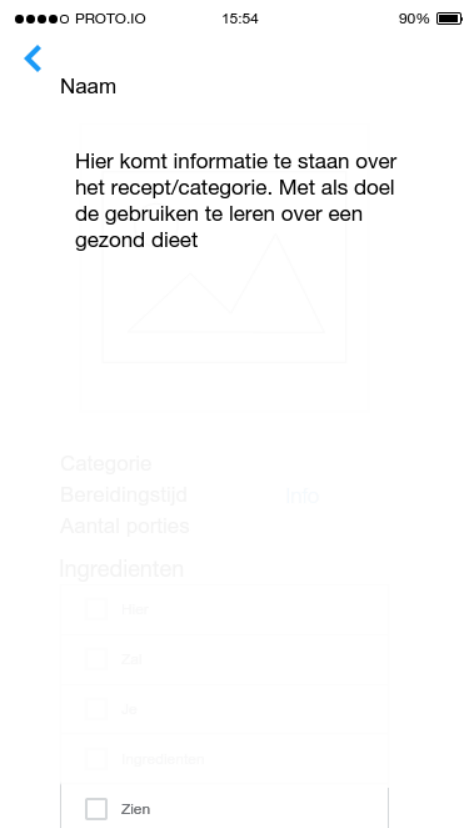 PROTO.IO 15:54 90%
Naam
Hier komt informatie te staan over
het recept/categorie. Met als doel
de gebruiken te leren over een
gezond dieet
Categorie
Bereidingstijd Info
Aantal porties
Ingredienten
Hier
Zal
Je
Ingredienten
Zien